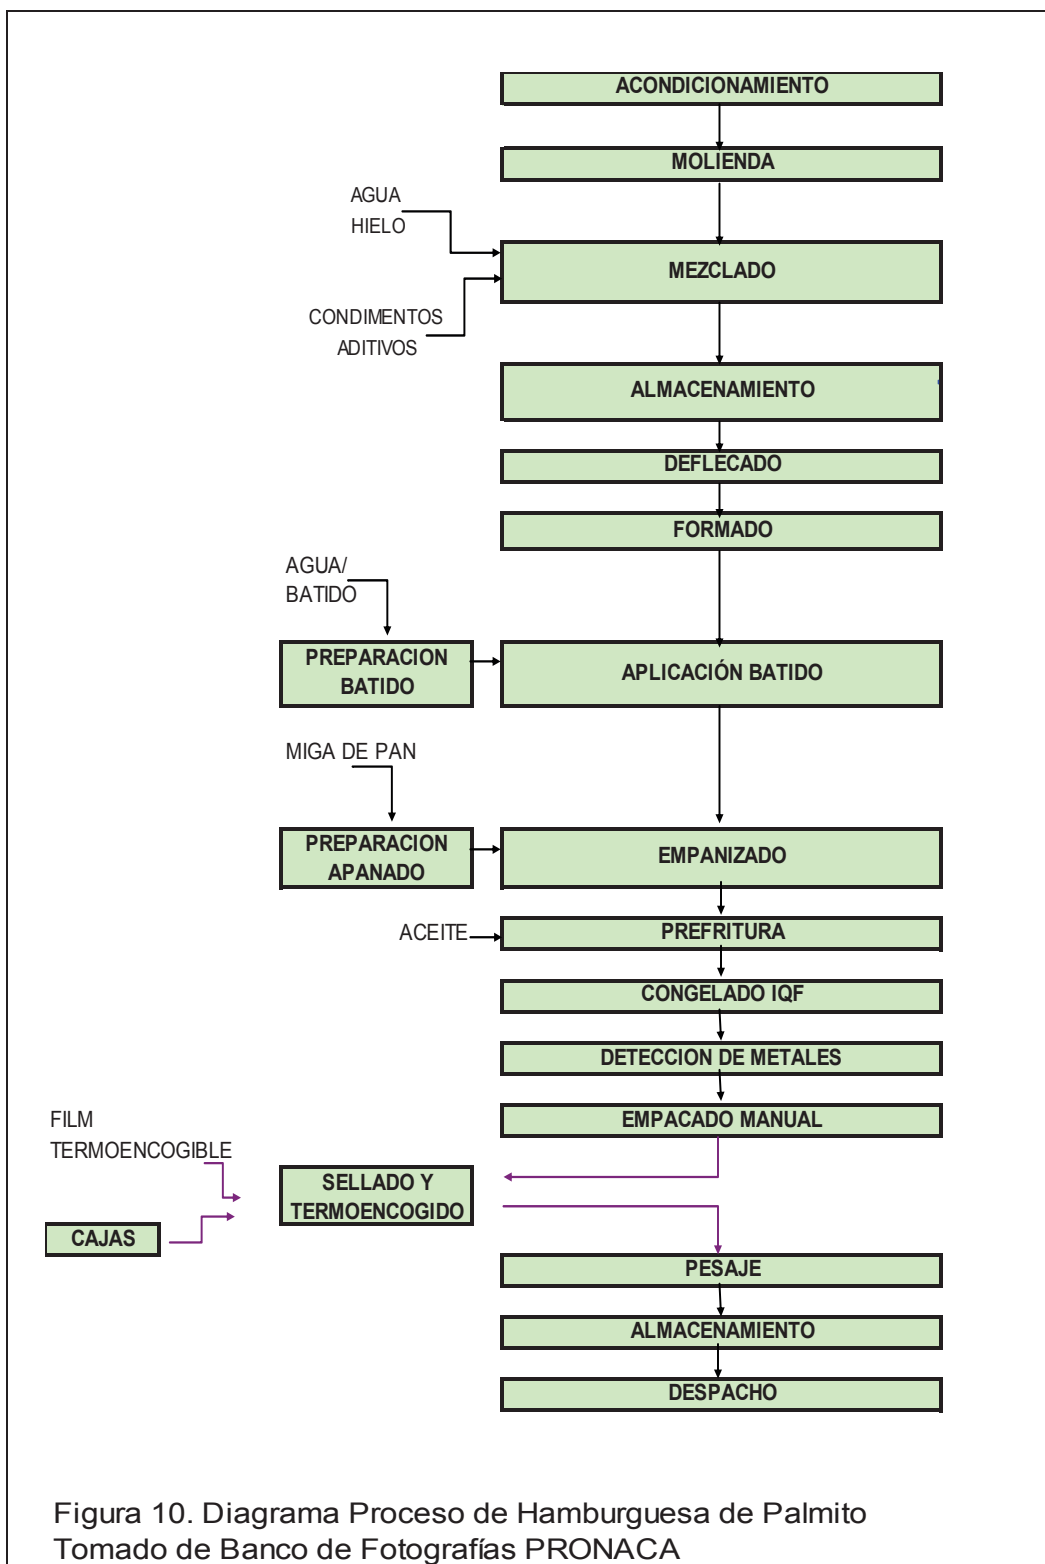 ACONDICIONAMIENTO
MOLIENDA
AGUA
HIELO
MEZCLADO
CONDIMENTOS
ADITIVOS
ALMACENAMIENTO
DEFLECADO
FORMADO
AGUA/
BATIDO
PREPARACION
BATIDO
APLICACIÓN BATIDO
MIGA DE PAN
PREPARACION
APANADO
EMPANIZADO
ACEITE
PREFRITURA
CONGELADO IQF
DETECCION DE METALES
EMPACADO MANUAL
FILM
TERMOENCOGIBLE
SELLADO Y
TERMOENCOGIDO
CAJAS
PESAJE
ALMACENAMIENTO
DESPACHO
Figura 10. Diagrama Proceso de Hamburguesa de Palmito
Tomado de Banco de Fotografías PRONACA